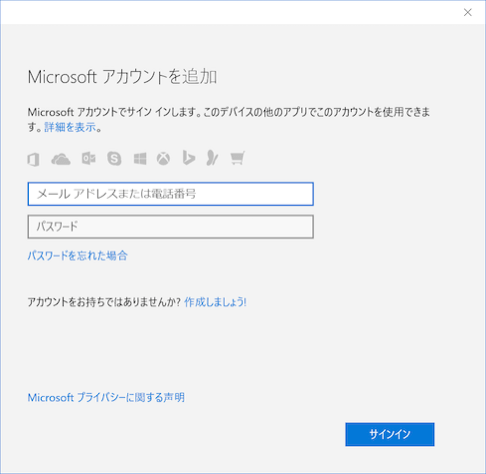 Microsoft アカウントを追加
Microsoft アカウントでサイン インします。このデバイスの他のアプリでこのアカウントを使用できま
す。詳細を表示。
メール アドレスまたは電話番号
パスワード
パスワードを忘れた場合
アカウントをお持ちではありませんか? 作成しましょう!
Microsoft プライバシーに関する声明
サインイン